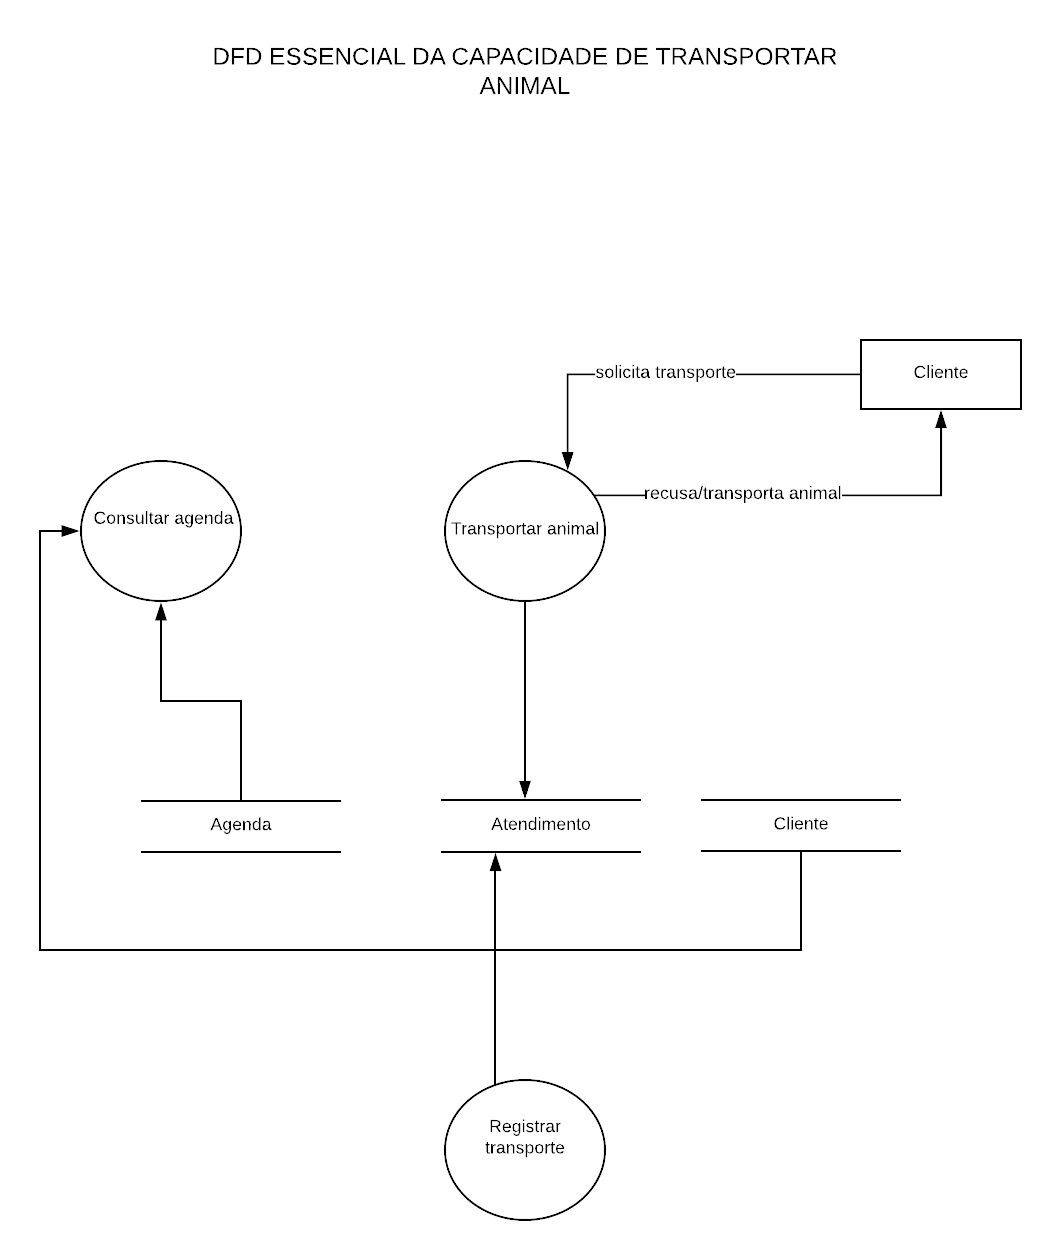 DFD ESSENCIAL DA CAPACIDADE DE TRANSPORTAR
ANIMAL
solicita transporte
Cliente
recusa/transporta animal
Consultar agenda
Transportar animal
Agenda
Atendimento
Cliente
Registrar
transporte